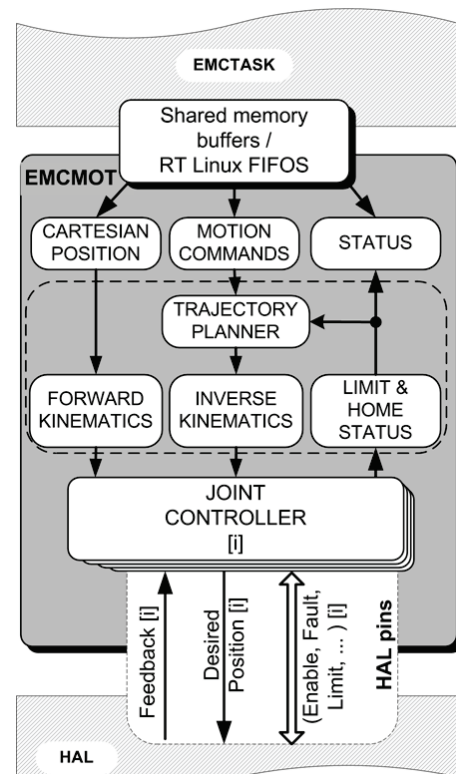 EMCTASK
Shared memory
buffers /
RT Linux FIFOS
EMCMOT
CARTESIAN
POSITION
MOTION
COMMANDS
STATUS
TRAJECTORY
PLANNER
FORWARD
KINEMATICS
INVERSE
KINEMATICS
LIMIT &
HOME
STATUS
JOINT
CONTROLLER
[i]
Feedback [i]
Desired
Position [i]
(Enable, Fault,
Limit, ... ) [i]
HAL pins
HAL